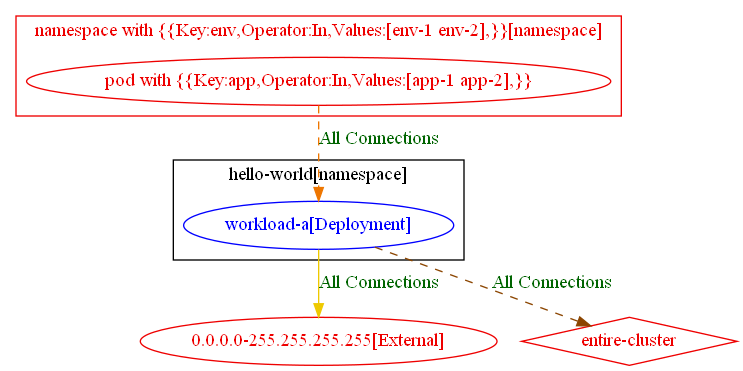 namespace with {{Key:env,Operator:In,Values:[env-1 env-2],}}[namespace]
pod with {{Key:app,Operator:In,Values:[app-1 app-2],}}
All Connections
hello-world[namespace]
workload-a[Deployment]
All Connections
All Connections
0.0.0.0-255.255.255.255[External]
entire-cluster